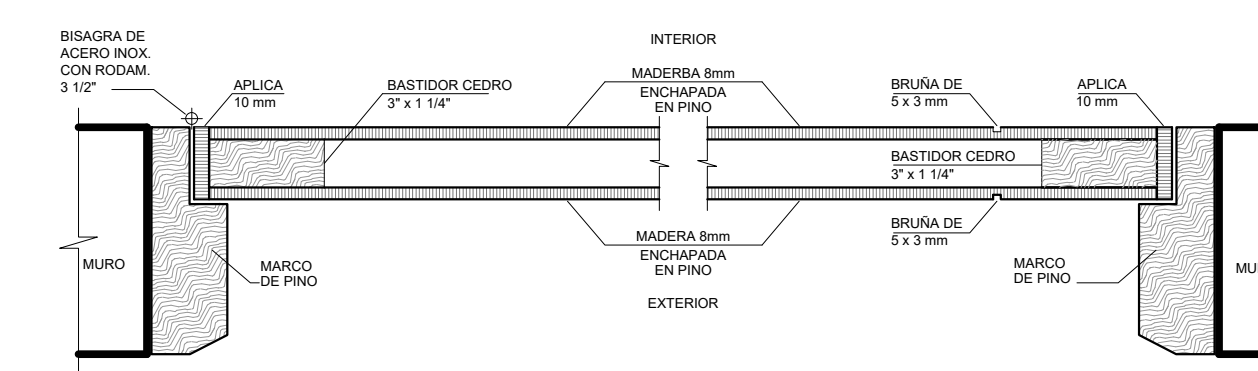 BISAGRA DE
ACERO INOX.
CON RODAM.
3 1/2"
APLICA
10 mm
BASTIDOR CEDRO
3" x 1 1/4"
INTERIOR
MADERBA 8mm
ENCHAPADA
EN PINO
BRUÑA DE
5 x 3 mm
APLICA
10 mm
BASTIDOR CEDRO
3" x 1 1/4"
MURO
MARCO
DE PINO
MADERA 8mm
ENCHAPADA
EN PINO
EXTERIOR
BRUÑA DE
5 x 3 mm
MARCO
DE PINO
MU